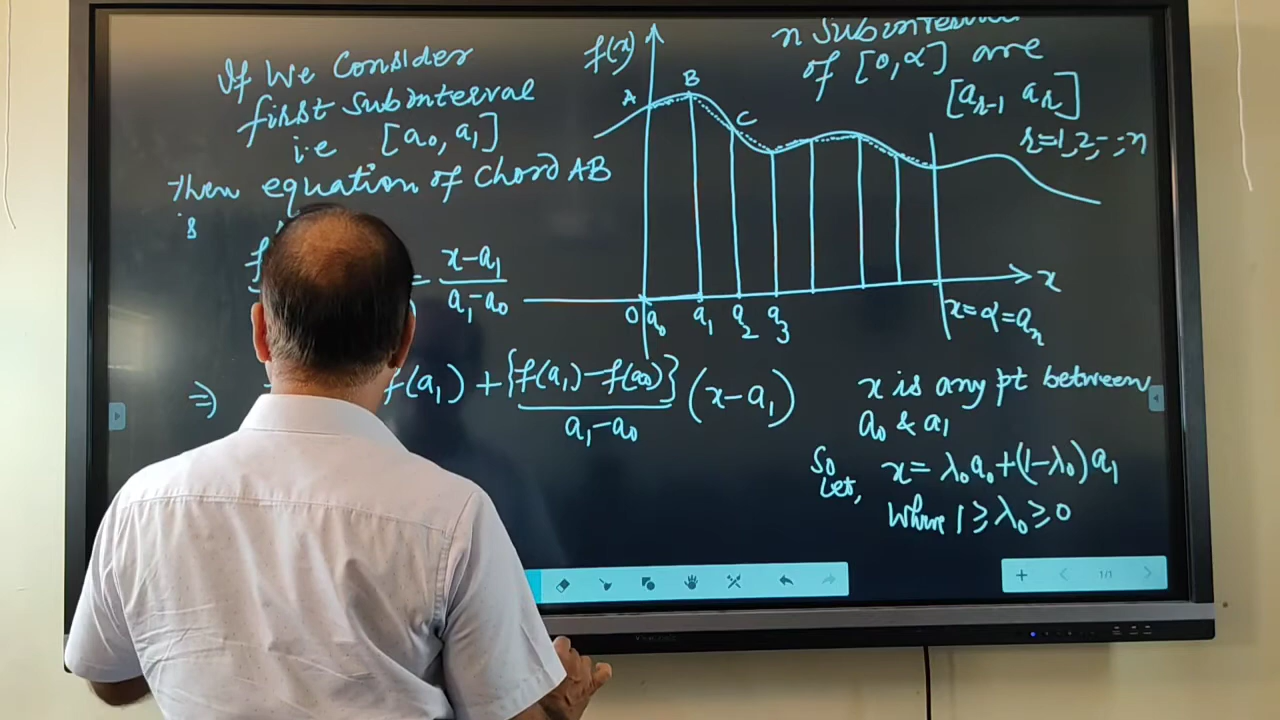 If We Consider
first subinterval
i.e [a₀, a₁]
Then equation of Chord AB
is
= x-a₁ / a₁-a₀
⇒ f(a₁) + {f(a₁)-f(a₀)} / a₁-a₀ (x-a₁)
f(x)
A
B
C
0 a₀ a₁ a₂ a₃
x
x=α=aₙ
n Subinterval
of [0,α] are
[aᵣ₋₁ aᵣ]
r=1,2,--,n
x is any pt between
a₀ & a₁
So
Let, x= λ₀a₀+(1-λ₀)a₁
Where 1≥λ₀≥0
1/1